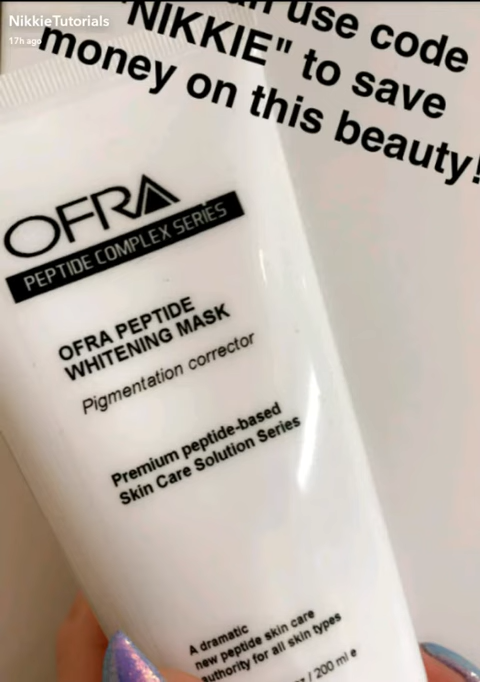 NikkieTutorials
17h ago
use code
"NIKKIE" to save
money on this beauty!
OFRA
PEPTIDE COMPLEX SERIES
OFRA PEPTIDE
WHITENING MASK
Pigmentation corrector
Premium peptide-based
Skin Care Solution Series
A dramatic
new peptide skin care
authority for all skin types
/ 200 ml e